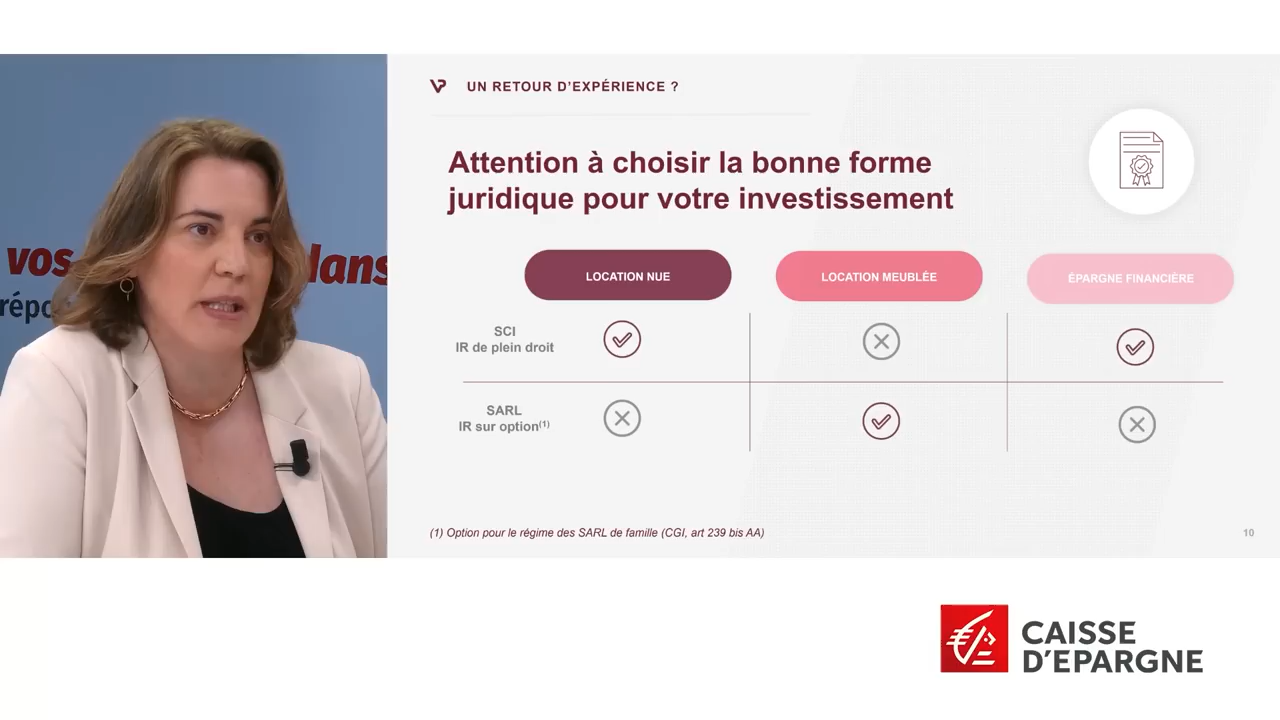 vos
dans
UN RETOUR D'EXPÉRIENCE ?
Attention à choisir la bonne forme
juridique pour votre investissement
LOCATION NUE
LOCATION MEUBLÉE
ÉPARGNE FINANCIÈRE
SCI
IR de plein droit
SARL
IR sur option(1)
(1) Option pour le régime des SARL de famille (CGI, art 239 bis AA)
10
CAISSE
D'EPARGNE